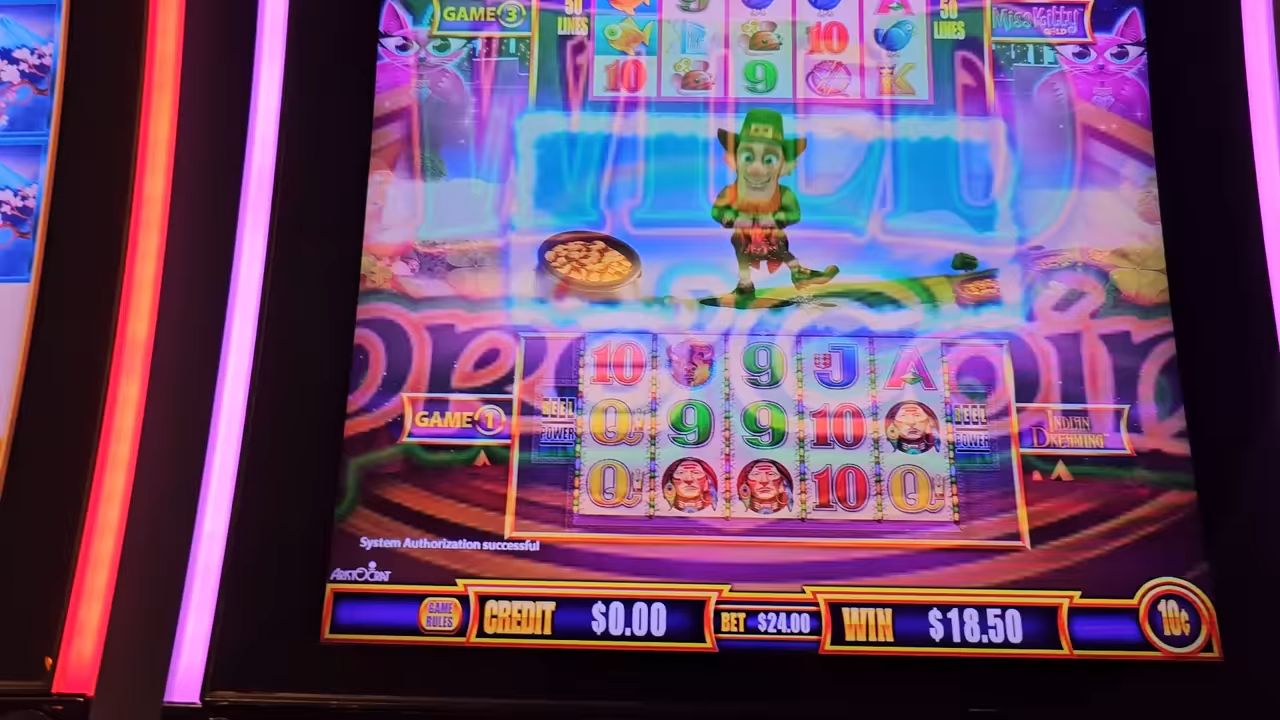 GAME 3
50
LINES
9
A
50
LINES
Miss Kitty
GOLD
10
10
9
K
WILD
10
9
J
A
GAME 1
REEL
POWER
Q
9
9
10
REEL
POWER
INDIAN
DREAMING
Q
10
Q
System Authorization successful
ARISTOCRAT
GAME
RULES
CREDIT $0.00
BET $24.00
WIN $18.50
10¢